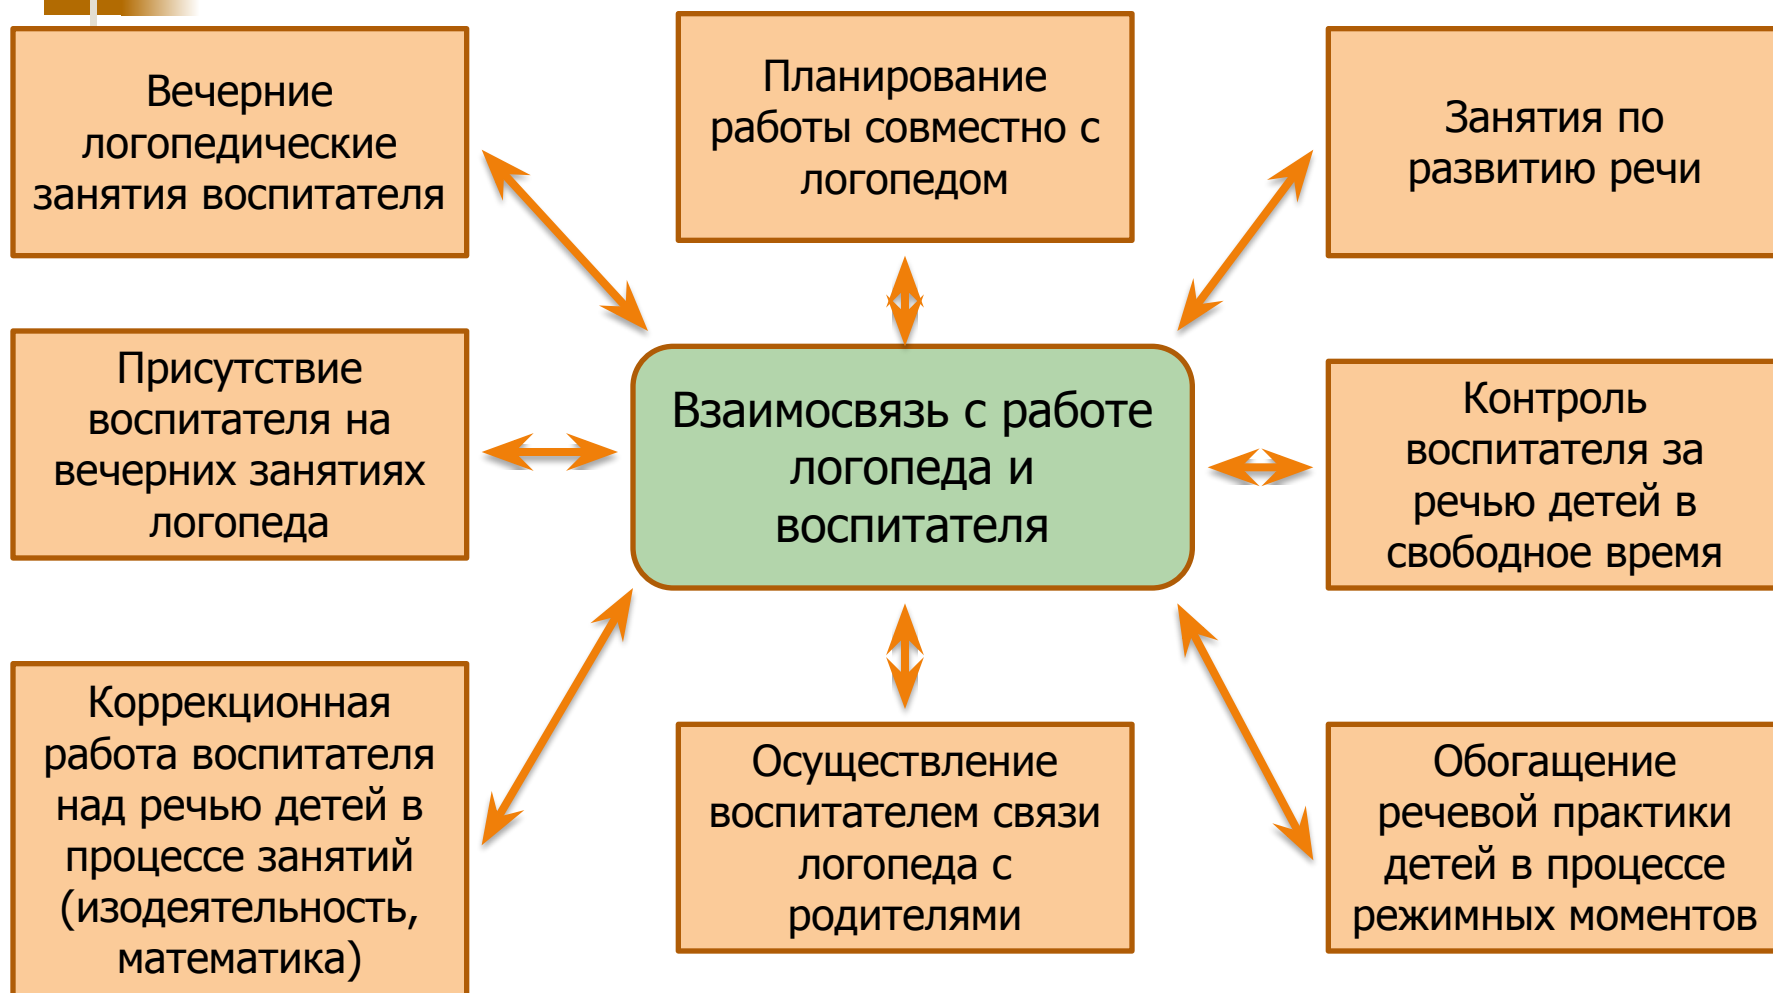 Вечерние
логопедические
занятия воспитателя
Планирование
работы совместно с
логопедом
Занятия по
развитию речи
Присутствие
воспитателя на
вечерних занятиях
логопеда
Взаимосвязь с работе
логопеда и
воспитателя
Контроль
воспитателя за
речью детей в
свободное время
Коррекционная
работа воспитателя
над речью детей в
процессе занятий
(изодеятельность,
математика)
Осуществление
воспитателем связи
логопеда с
родителями
Обогащение
речевой практики
детей в процессе
режимных моментов